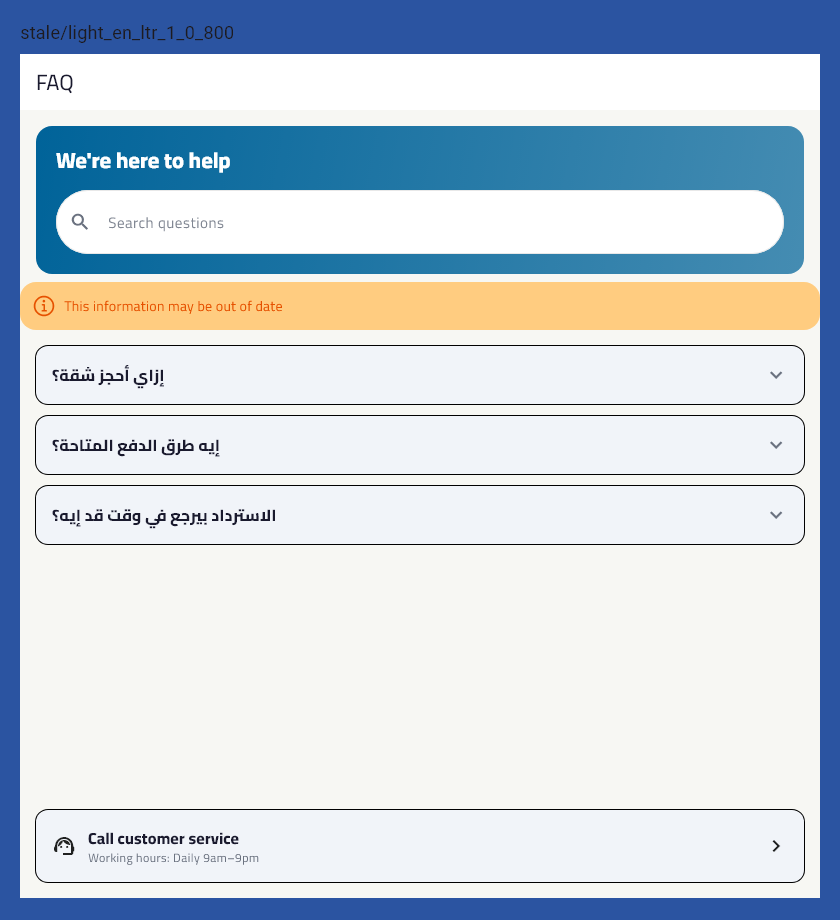 stale/light_en_ltr_1_0_800
FAQ
We're here to help
Search questions
This information may be out of date
إزاي أحجز شقة؟
إيه طرق الدفع المتاحة؟
الاسترداد بيرجع في وقت قد إيه؟
Call customer service
Working hours: Daily 9am–9pm